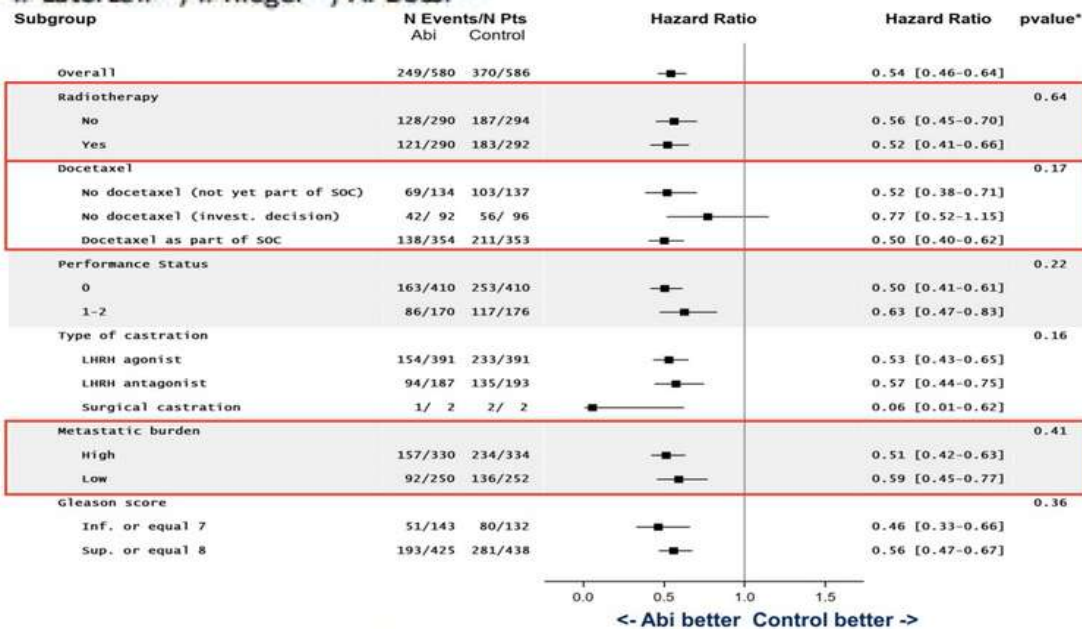 Subgroup N Events/N Pts Hazard Ratio Hazard Ratio pvalue*
Abi Control
Overall 249/580 370/586 0.54 [0.46-0.64]
Radiotherapy 0.64
No 128/290 187/294 0.56 [0.45-0.70]
Yes 121/290 183/292 0.52 [0.41-0.66]
Docetaxel 0.17
No docetaxel (not yet part of SOC) 69/134 103/137 0.52 [0.38-0.71]
No docetaxel (invest. decision) 42/ 92 56/ 96 0.77 [0.52-1.15]
Docetaxel as part of SOC 138/354 211/353 0.50 [0.40-0.62]
Performance Status 0.22
0 163/410 253/410 0.50 [0.41-0.61]
1-2 86/170 117/176 0.63 [0.47-0.83]
Type of castration 0.16
LHRH agonist 154/391 233/391 0.53 [0.43-0.65]
LHRH antagonist 94/187 135/193 0.57 [0.44-0.75]
Surgical castration 1/ 2 2/ 2 0.06 [0.01-0.62]
Metastatic burden 0.41
High 157/330 234/334 0.51 [0.42-0.63]
Low 92/250 136/252 0.59 [0.45-0.77]
Gleason score 0.36
Inf. or equal 7 51/143 80/132 0.46 [0.33-0.66]
Sup. or equal 8 193/425 281/438 0.56 [0.47-0.67]
0.0 0.5 1.0 1.5
<- Abi better Control better ->